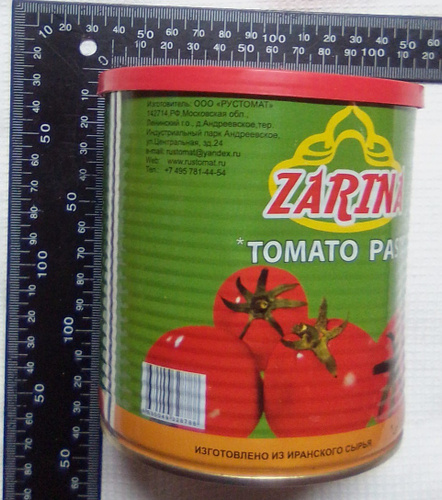 Изготовитель: ООО «РУСТОМАТ»
142714,РФ,Московская обл.,
Ленинский г.о., д.Андреевское,тер.
Индустриальный парк Андреевское,
ул.Центральная, зд.24
e-mail: rustomat@yandex.ru
Web: www.rustomat.ru
Тел.: +7 495 781-44-54
ZARINA
*TOMATO PAS
ИЗГОТОВЛЕНО ИЗ ИРАНСКОГО СЫРЬЯ